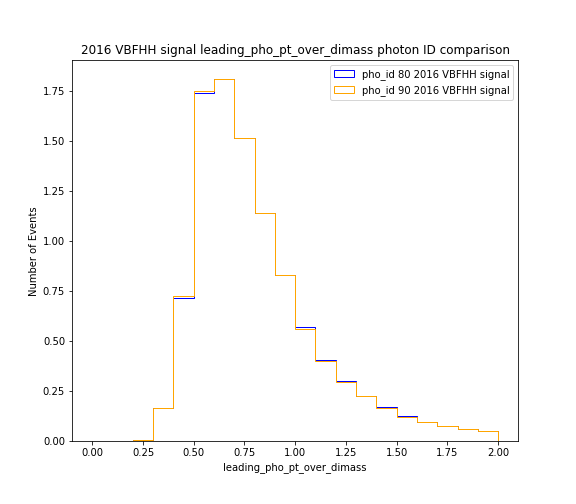 2016 VBFHH signal leading_pho_pt_over_dimass photon ID comparison
pho_id 80 2016 VBFHH signal
pho_id 90 2016 VBFHH signal
1.75
1.50
1.25
1.00
0.75
0.50
0.25
0.00
Number of Events
0.00 0.25 0.50 0.75 1.00 1.25 1.50 1.75 2.00
leading_pho_pt_over_dimass